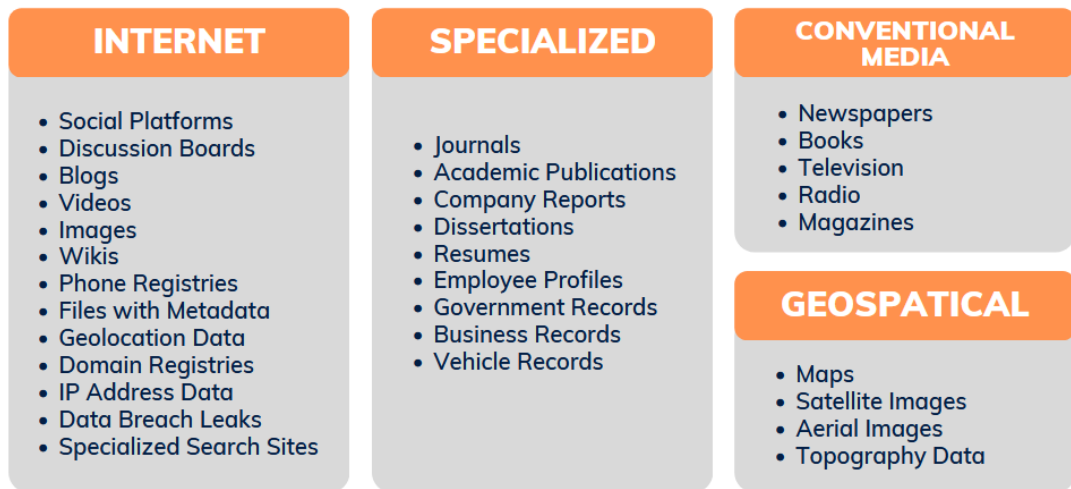 INTERNET
• Social Platforms
• Discussion Boards
• Blogs
• Videos
• Images
• Wikis
• Phone Registries
• Files with Metadata
• Geolocation Data
• Domain Registries
• IP Address Data
• Data Breach Leaks
• Specialized Search Sites
SPECIALIZED
• Journals
• Academic Publications
• Company Reports
• Dissertations
• Resumes
• Employee Profiles
• Government Records
• Business Records
• Vehicle Records
CONVENTIONAL
MEDIA
• Newspapers
• Books
• Television
• Radio
• Magazines
GEOSPATICAL
• Maps
• Satellite Images
• Aerial Images
• Topography Data